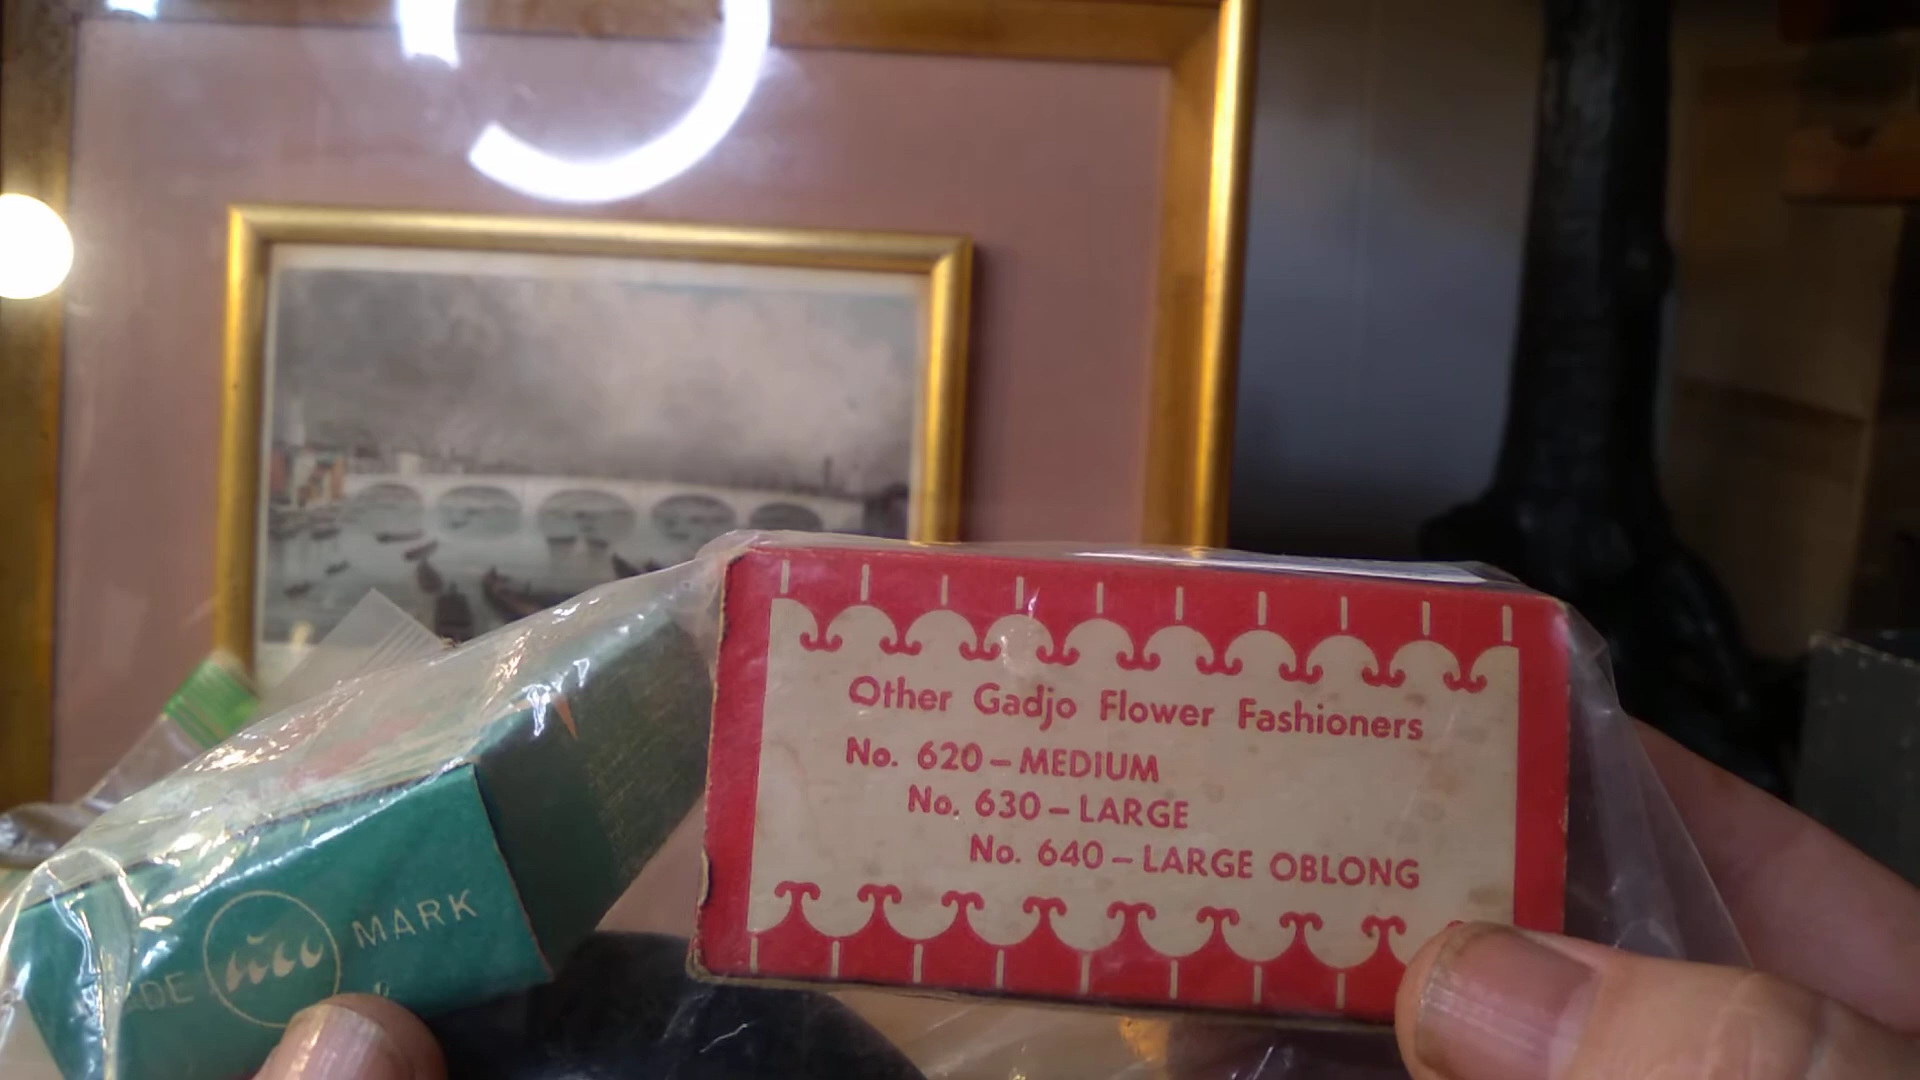 Other Gadjo Flower Fashioners
No. 620-MEDIUM
No. 630-LARGE
No. 640-LARGE OBLONG
MARK